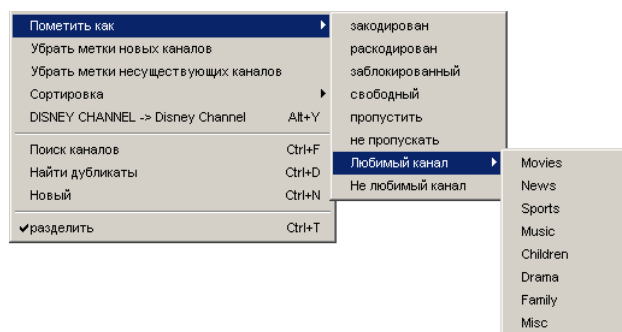 Пометить как
Убрать метки новых каналов
Убрать метки несуществующих каналов
Сортировка
DISNEY CHANNEL -> Disney Channel Alt+Y
Поиск каналов Ctrl+F
Найти дубликаты Ctrl+D
Новый Ctrl+N
разделить Ctrl+T
закодирован
раскодирован
заблокированный
свободный
пропустить
не пропускать
Любимый канал
Не любимый канал
Movies
News
Sports
Music
Children
Drama
Family
Misc